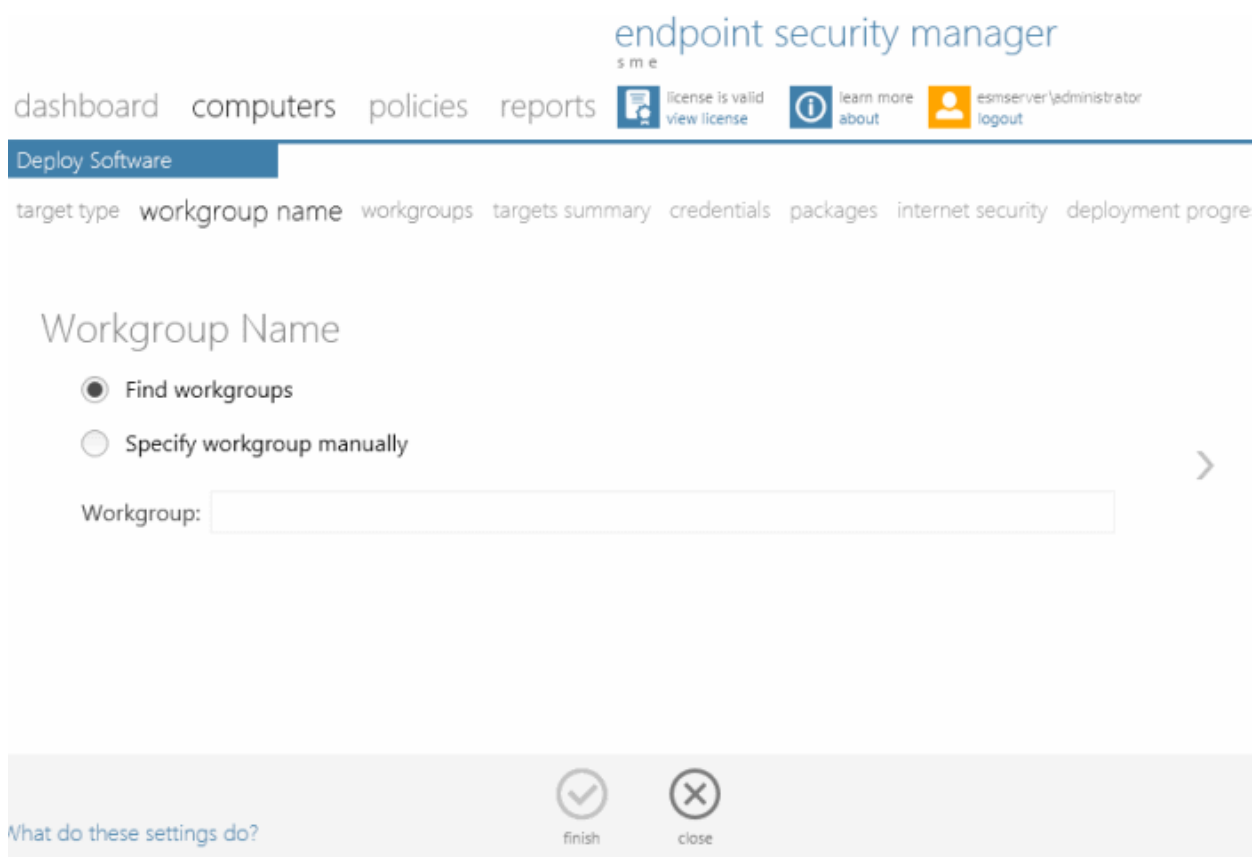 endpoint security manager
sme
dashboard computers policies reports
license is valid
view license
learn more
about
esmserver\administrator
logout
Deploy Software
target type workgroup name workgroups targets summary credentials packages internet security deployment progre
Workgroup Name
Find workgroups
Specify workgroup manually
Workgroup:
What do these settings do?
finish
close